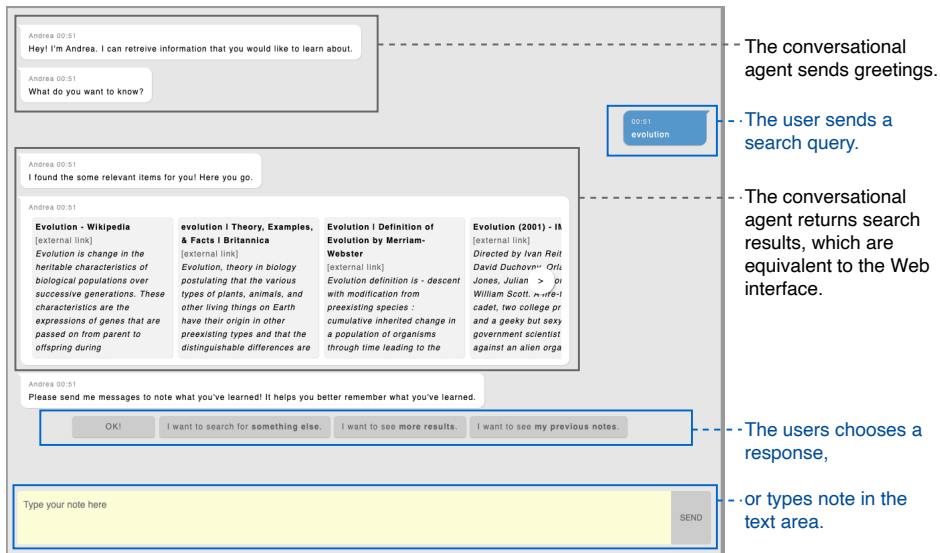 Andrea 00:51
Hey! I'm Andrea. I can retreive information that you would like to learn about.
Andrea 00:51
What do you want to know?
The conversational
agent sends greetings.
00:51
evolution
The user sends a
search query.
Andrea 00:51
I found the some relevant items for you! Here you go.
Andrea 00:51
Evolution - Wikipedia
[external link]
Evolution is change in the
heritable characteristics of
biological populations over
successive generations. These
characteristics are the
expressions of genes that are
passed on from parent to
offspring during
evolution | Theory, Examples,
& Facts | Britannica
[external link]
Evolution, theory in biology
postulating that the various
types of plants, animals, and
other living things on Earth
have their origin in other
preexisting types and that the
distinguishable differences are
Evolution | Definition of
Evolution by Merriam-
Webster
[external link]
Evolution definition is - descent
with modification from
preexisting species :
cumulative inherited change in
a population of organisms
through time leading to the
Evolution (2001) -
[external link]
Directed by Ivan
David Duchovny,
Jones, Julian
William Scott. A
cadet, two college
and a geeky but sexy
government scientist
against an alien
>
The conversational
agent returns search
results, which are
equivalent to the Web
interface.
Andrea 00:51
Please send me messages to note what you've learned! It helps you better remember what you've learned.
OK!
I want to search for something else.
I want to see more results.
I want to see my previous notes.
The users chooses a
response,
Type your note here
SEND
or types note in the
text area.